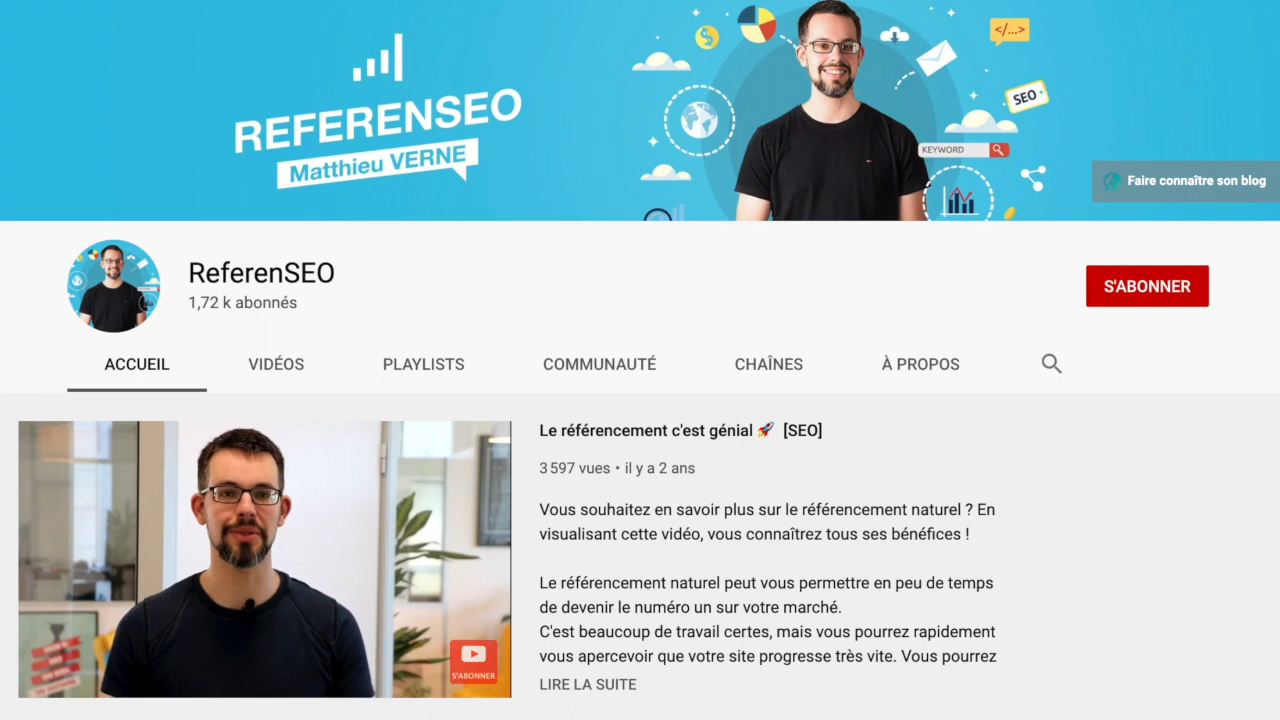 REFERENSEO
Matthieu VERNE
</...>
SEO
KEYWORD
Faire connaître son blog
ReferenSEO
1,72 k abonnés
S'ABONNER
ACCUEIL
VIDÉOS
PLAYLISTS
COMMUNAUTÉ
CHAÎNES
À PROPOS
Le référencement c'est génial 🚀 [SEO]
3 597 vues • il y a 2 ans
Vous souhaitez en savoir plus sur le référencement naturel ? En
visualisant cette vidéo, vous connaîtrez tous ses bénéfices !
Le référencement naturel peut vous permettre en peu de temps
de devenir le numéro un sur votre marché.
C'est beaucoup de travail certes, mais vous pourrez rapidement
vous apercevoir que votre site progresse très vite. Vous pourrez
LIRE LA SUITE
S'ABONNER